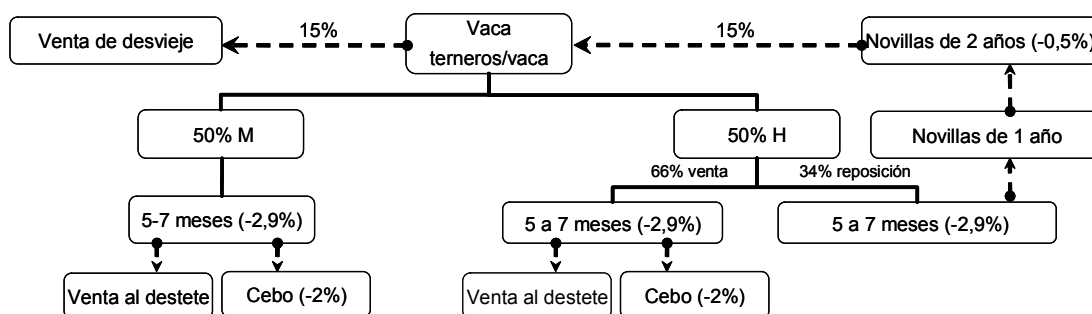 Venta de desvieje
15%
Vaca
terneros/vaca
15%
Novillas de 2 años (-0,5%)
50% M
50% H
Novillas de 1 año
66% venta
34% reposición
5-7 meses (-2,9%)
5 a 7 meses (-2,9%)
5 a 7 meses (-2,9%)
Venta al destete
Cebo (-2%)
Venta al destete
Cebo (-2%)